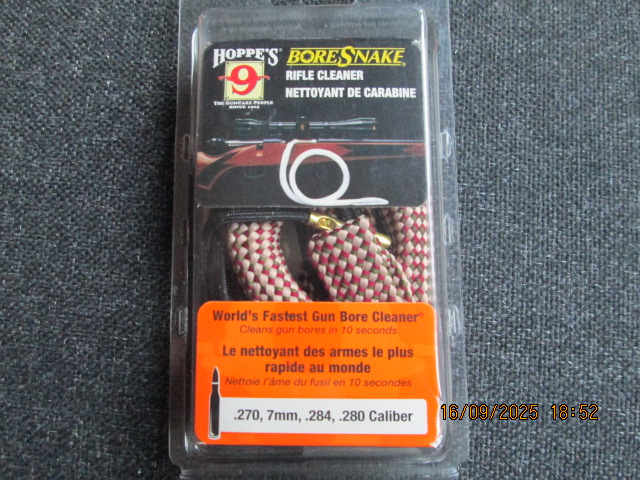 HOPPE'S BORESNAKE®
9
RIFLE CLEANER
THE GUNCARE PEOPLE
SINCE 1903
NETTOYANT DE CARABINE
World's Fastest Gun Bore Cleaner®
Cleans gun bores in 10 seconds
Le nettoyant des armes le plus
rapide au monde
Nettoie l'âme du fusil en 10 secondes
.270, 7mm, .284, .280 Caliber
16/09/2025 18:52